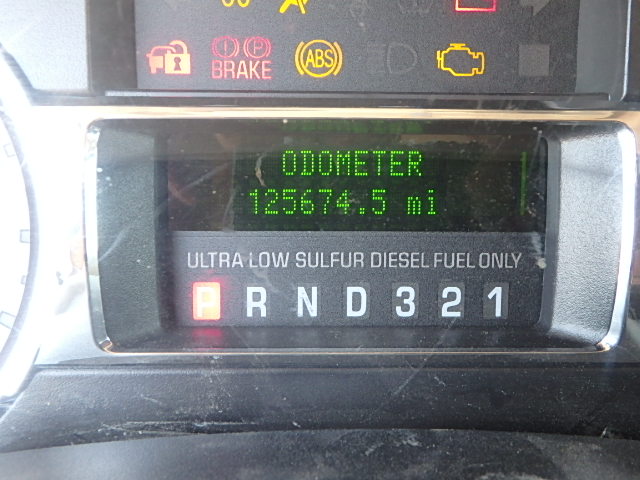 BRAKE ABS
ODOMETER
125674.5 mi
ULTRA LOW SULFUR DIESEL FUEL ONLY
P R N D 3 2 1